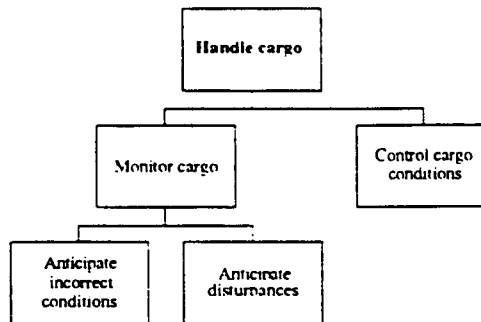 Handle cargo
Monitor cargo
Control cargo
conditions
Anticipate
incorrect
conditions
Anticipate
disturbances